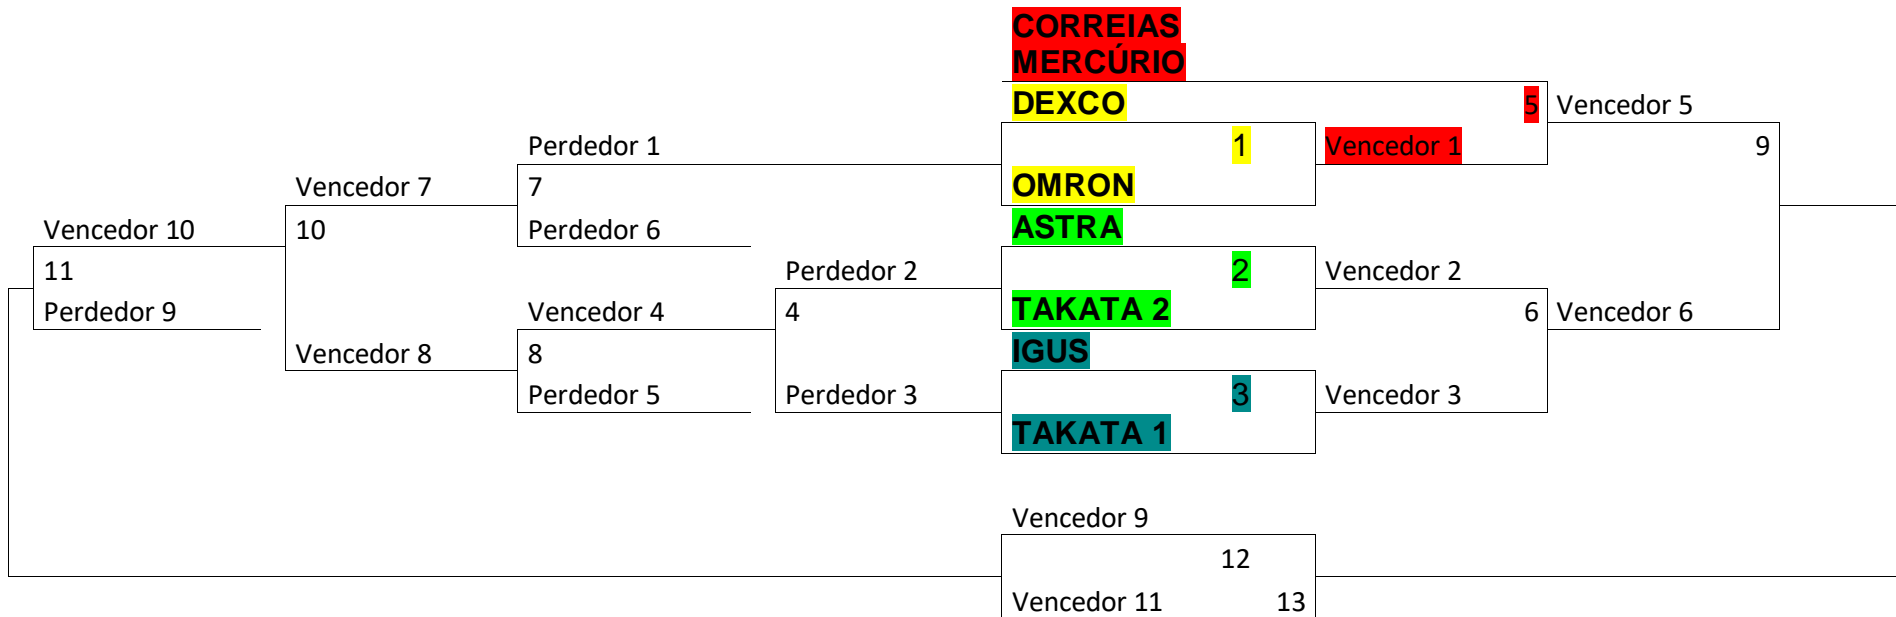 CORREIAS
MERCÚRIO
DEXCO 5 Vencedor 5
Perdedor 1 1 Vencedor 1 9
Vencedor 7 7 OMRON
Vencedor 10 10 Perdedor 6 ASTRA
11 Perdedor 2 2 Vencedor 2
Perdedor 9 Vencedor 4 4 TAKATA 2 6 Vencedor 6
Vencedor 8 8 IGUS
Perdedor 5 Perdedor 3 3 Vencedor 3
TAKATA 1
Vencedor 9
12
Vencedor 11 13